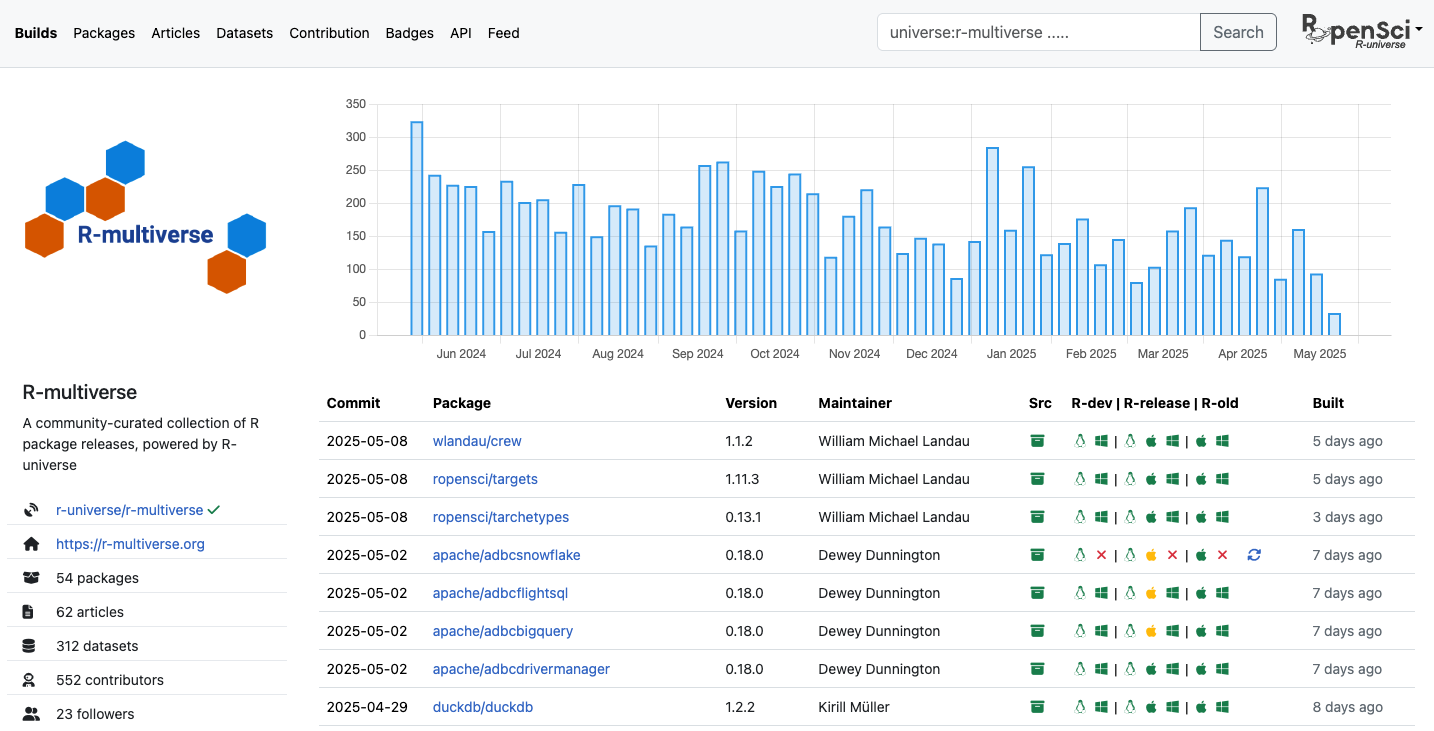 Builds Packages Articles Datasets Contribution Badges API Feed
universe:r-multiverse ..... Search
RopenSci
R-universe
R-multiverse
350
300
250
200
150
100
50
0
Jun 2024 Jul 2024 Aug 2024 Sep 2024 Oct 2024 Nov 2024 Dec 2024 Jan 2025 Feb 2025 Mar 2025 Apr 2025 May 2025
R-multiverse
A community-curated collection of R
package releases, powered by R-
universe
r-universe/r-multiverse
https://r-multiverse.org
54 packages
62 articles
312 datasets
552 contributors
23 followers
Commit Package Version Maintainer Src R-dev | R-release | R-old Built
2025-05-08 wlandau/crew 1.1.2 William Michael Landau | | 5 days ago
2025-05-08 ropensci/targets 1.11.3 William Michael Landau | | 5 days ago
2025-05-08 ropensci/tarchetypes 0.13.1 William Michael Landau | | 3 days ago
2025-05-02 apache/adbcsnowflake 0.18.0 Dewey Dunnington | | 7 days ago
2025-05-02 apache/adbcflightsql 0.18.0 Dewey Dunnington | | 7 days ago
2025-05-02 apache/adbcbigquery 0.18.0 Dewey Dunnington | | 7 days ago
2025-05-02 apache/adbcdrivermanager 0.18.0 Dewey Dunnington | | 7 days ago
2025-04-29 duckdb/duckdb 1.2.2 Kirill Müller | | 8 days ago